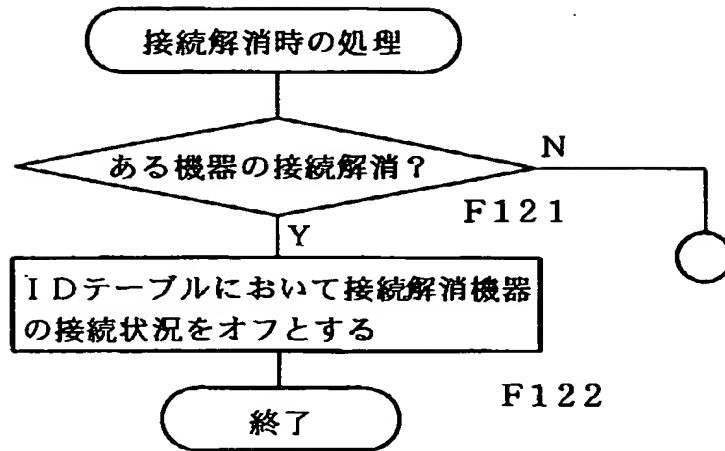 接続解消時の処理
ある機器の接続解消？
N
F121
Y
IDテーブルにおいて接続解消機器
の接続状況をオフとする
F122
終了